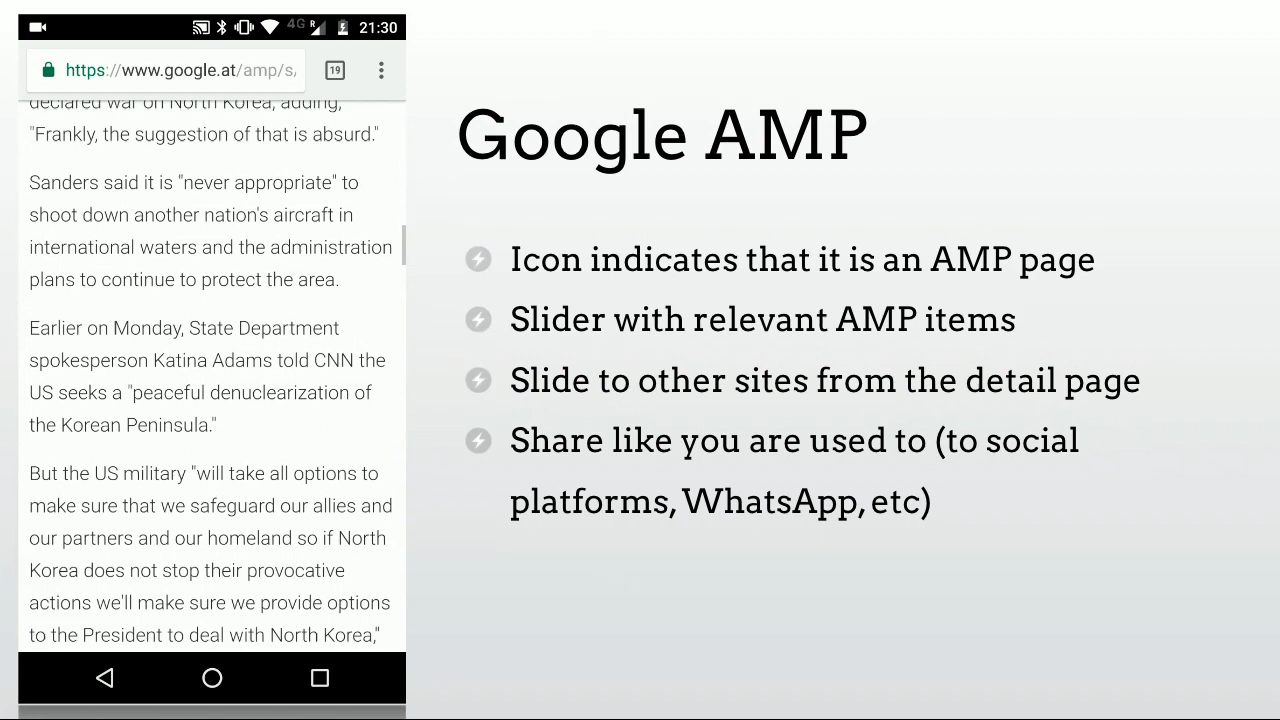 4G R 21:30
https://www.google.at/amp/s,
19
declared war on North Korea, adding,
"Frankly, the suggestion of that is absurd."
Sanders said it is "never appropriate" to
shoot down another nation's aircraft in
international waters and the administration
plans to continue to protect the area.
Earlier on Monday, State Department
spokesperson Katina Adams told CNN the
US seeks a "peaceful denuclearization of
the Korean Peninsula."
But the US military "will take all options to
make sure that we safeguard our allies and
our partners and our homeland so if North
Korea does not stop their provocative
actions we'll make sure we provide options
to the President to deal with North Korea,"
Google AMP
Icon indicates that it is an AMP page
Slider with relevant AMP items
Slide to other sites from the detail page
Share like you are used to (to social
platforms, WhatsApp, etc)